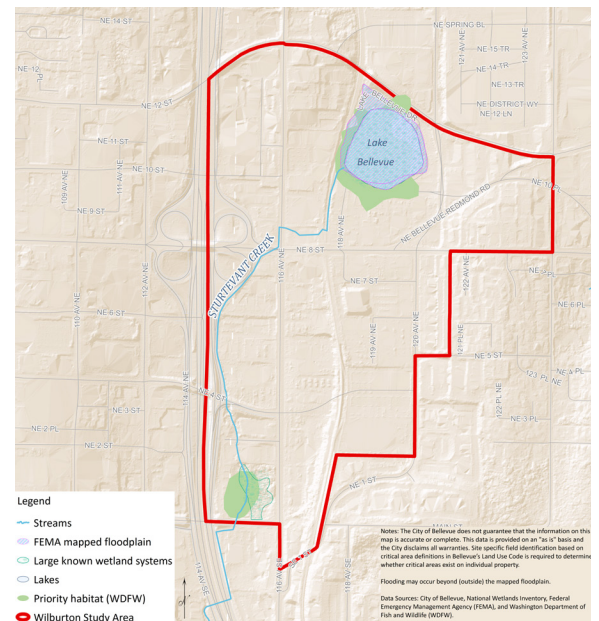 NE 14 ST
NE SPRING BL
121 AV NE
123 AV NE
NE 15 TR
NE 14 TR
NE 13 TR
NE 12
PL
NE 12 ST
LAKE
BELLEVUE DR
NE DISTRICT WY
NE 12 LN
NE 11 ST
Lake
Bellevue
111 AV NE
NE 10 ST
109 AV NE
NE 9 ST
NE BELLEVUE REDMOND RD
118 AV NE
NE 8 ST
112 AV NE
116 AV NE
STURTEVANT CREEK
NE 7 ST
122 AV NE
NE 6 PL
110 AV NE
NE 6 ST
119 AV NE
120 AV NE
121 PL NE
NE 5 ST
NE 4 PL
123 PL NE
114 AV NE
NE 4 ST
NE 3 ST
122 PL NE
NE 3 PL
NE 2 PL
NE 2 ST
NE 1 ST
MAIN ST
114 AV SE
116 AV SE
118 AV SE
Legend
Streams
FEMA mapped floodplain
Large known wetland systems
Lakes
Priority habitat (WDFW)
Wilburton Study Area
Notes: The City of Bellevue does not guarantee that the information on this
map is accurate or complete. This data is provided on an "as is" basis and
the City disclaims all warranties. Site specific field identification based on
critical area definitions in Bellevue's Land Use Code is required to determine
whether critical areas exist on individual property.
Flooding may occur beyond (outside) the mapped floodplain.
Data Sources: City of Bellevue, National Wetlands Inventory, Federal
Emergency Management Agency (FEMA), and Washington Department of
Fish and Wildlife (WDFW).